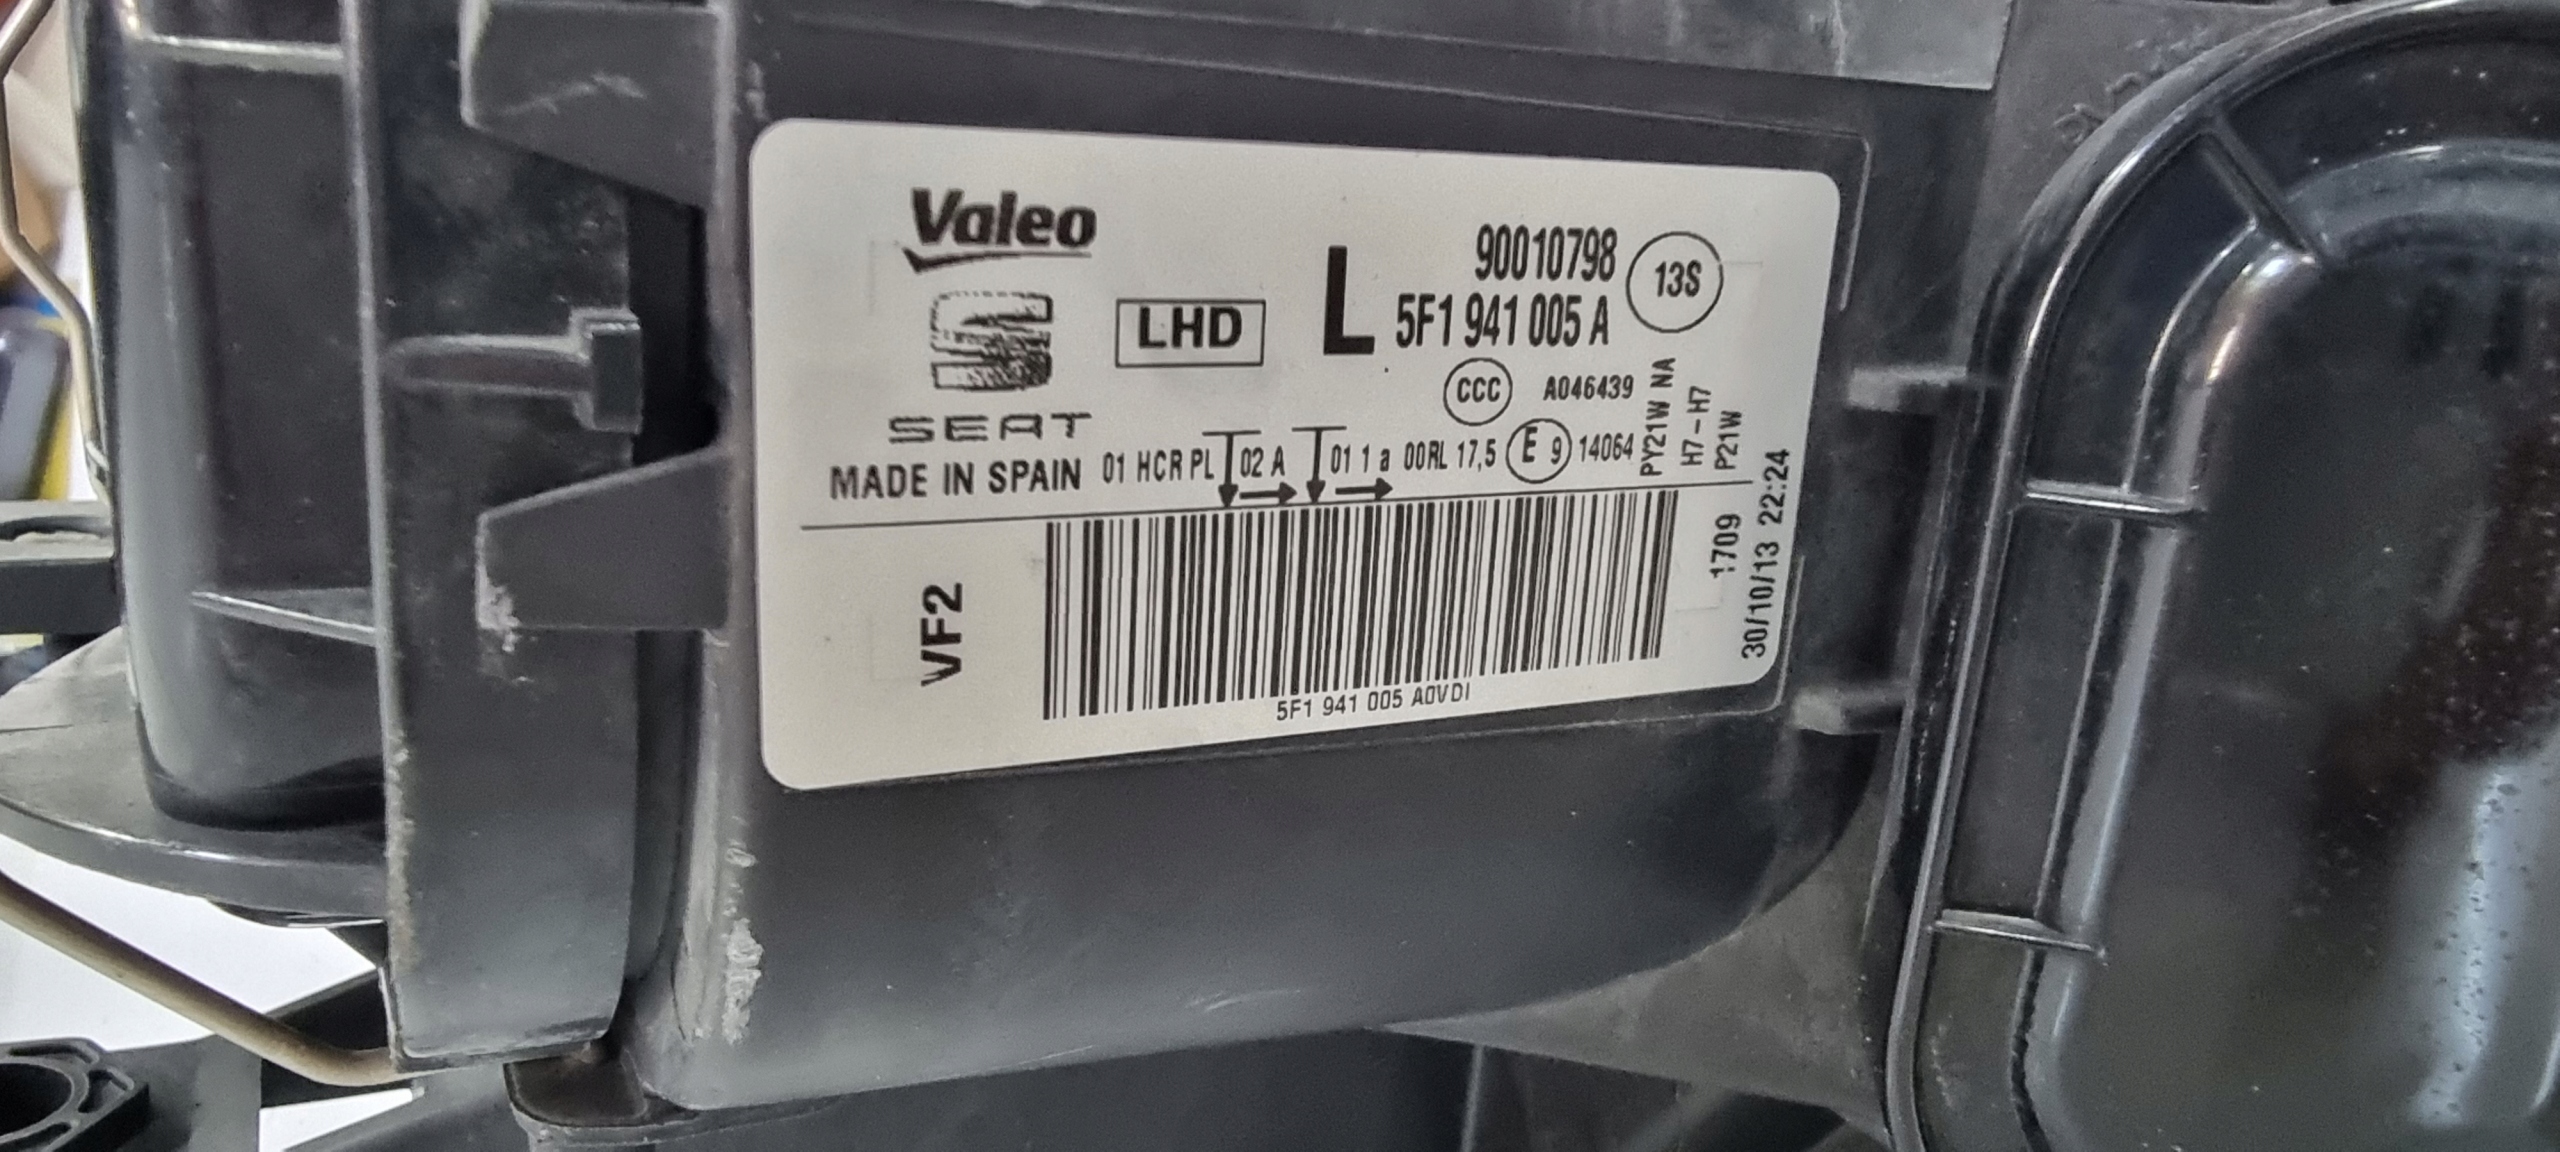 Valeo
SEAT
MADE IN SPAIN
LHD
L
90010798
5F1 941 005 A
13S
CCC A046439
01 HCR PL 02 A 01 1 a 00RL 17,5 E 9 14064
PY21W NA
H7-H7
P21W
VF2
5F1 941 005 A0VDI
1709
30/10/13 22:24